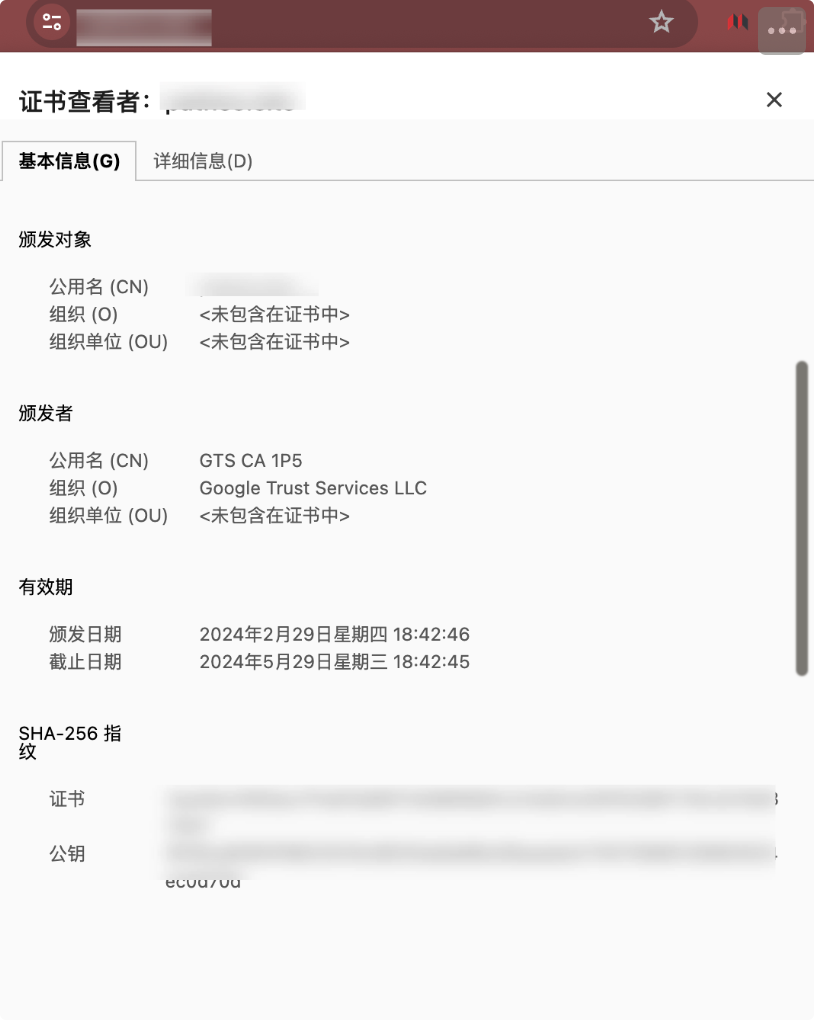 证书查看者：
基本信息(G) 详细信息(D)
颁发对象
公用名 (CN)
组织 (O) <未包含在证书中>
组织单位 (OU) <未包含在证书中>
颁发者
公用名 (CN) GTS CA 1P5
组织 (O) Google Trust Services LLC
组织单位 (OU) <未包含在证书中>
有效期
颁发日期 2024年2月29日星期四 18:42:46
截止日期 2024年5月29日星期三 18:42:45
SHA-256 指
纹
证书
公钥
ec0d70d